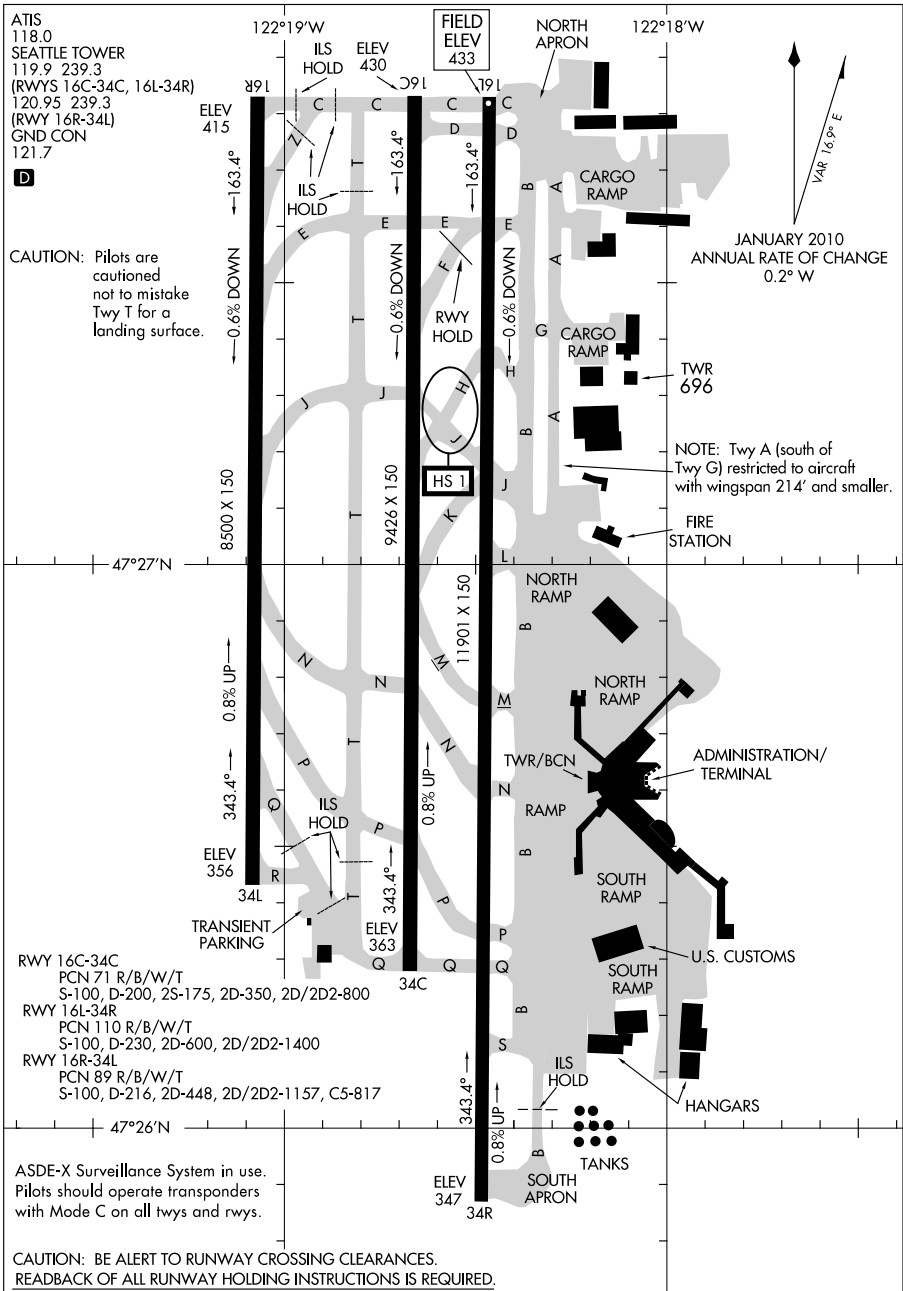 ATIS
118.0
SEATTLE TOWER
119.9 239.3
(RWYS 16C-34C, 16L-34R)
120.95 239.3
(RWY 16R-34L)
GND CON
121.7
D
CAUTION: Pilots are
cautioned
not to mistake
Twy T for a
landing surface.
122°19'W
122°18'W
ILS
HOLD
ELEV
430
FIELD
ELEV
433
NORTH
APRON
VAR 16.9° E
JANUARY 2010
ANNUAL RATE OF CHANGE
0.2° W
ELEV
415
16R
16C
16L
C
C
C
C
D
D
Z
T
163.4°
163.4°
163.4°
ILS
HOLD
B
A
CARGO
RAMP
E
E
E
E
F
A
0.6% DOWN
0.6% DOWN
0.6% DOWN
RWY
HOLD
T
G
CARGO
RAMP
TWR
696
H
H
J
J
J
J
B
A
HS 1
NOTE: Twy A (south of
Twy G) restricted to aircraft
with wingspan 214' and smaller.
8500 X 150
9426 X 150
11901 X 150
T
K
L
FIRE
STATION
47°27'N
NORTH
RAMP
B
0.8% UP
N
N
M
M
NORTH
RAMP
T
N
N
TWR/BCN
ADMINISTRATION/
TERMINAL
RAMP
343.4°
P
Q
0.8% UP
ILS
HOLD
P
B
ELEV
356
R
34L
343.4°
T
P
P
SOUTH
RAMP
TRANSIENT
PARKING
ELEV
363
Q
Q
Q
34C
U.S. CUSTOMS
SOUTH
RAMP
RWY 16C-34C
PCN 71 R/B/W/T
S-100, D-200, 2S-175, 2D-350, 2D/2D2-800
RWY 16L-34R
PCN 110 R/B/W/T
S-100, D-230, 2D-600, 2D/2D2-1400
RWY 16R-34L
PCN 89 R/B/W/T
S-100, D-216, 2D-448, 2D/2D2-1157, C5-817
B
S
343.4°
0.8% UP
ILS
HOLD
HANGARS
47°26'N
B
TANKS
ASDE-X Surveillance System in use.
Pilots should operate transponders
with Mode C on all twys and rwys.
ELEV
347
34R
SOUTH
APRON
CAUTION: BE ALERT TO RUNWAY CROSSING CLEARANCES.
READBACK OF ALL RUNWAY HOLDING INSTRUCTIONS IS REQUIRED.